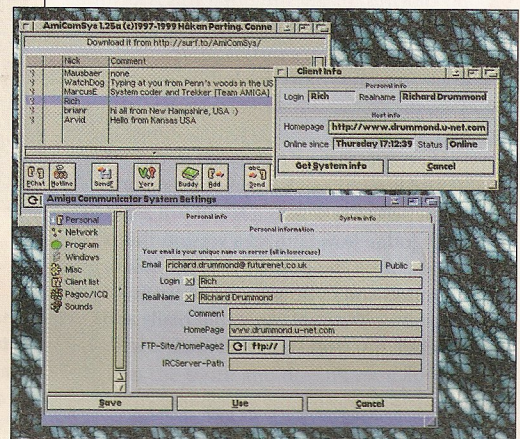 AmiComSys 1.25a (c)1997-1999 Håkan Parting. Conne
Download it from http://surf.to/AmiComSys/
Nick Comment
Mausbaer none
WatchDog Typing at you from Penn's woods in the US
MarcusE System coder and Trekker [Team AMIGA]
Rich
brianr hi all from New Hampshire, USA :)
Arvid Hello from Kansas USA
PChat Hotline Send Vers Buddy Add Send
Client info
Personal info
Login Rich Realname Richard Drummond
Host info
Homepage http://www.drummond.u-net.com
Online since Thursday 17:12:39 Status Online
Get System info Cancel
Amiga Communicator System Settings
Personal
Network
Program
Windows
Misc
Client list
Pagoo/ICQ
Sounds
Personal info System info
Personal information
Your email is your unique name on server (all in lowercase)
Email richard.drummond@futurenet.co.uk Public
Login Rich
RealName Richard Drummond
Comment
HomePage www.drummond.u-net.com
FTP-Site/HomePage2 ftp://
IRCServer-Path
Save Use Cancel